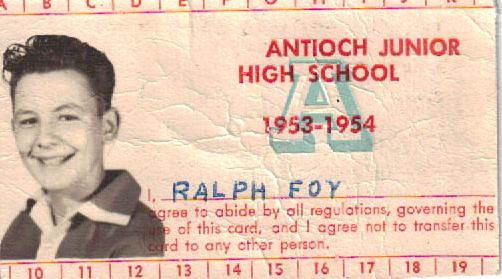 A B C D E F
ANTIOCH JUNIOR
HIGH SCHOOL
A
1953-1954
I, RALPH FOY
agree to abide by all regulations, governing the
use of this card, and I agree not to transfer this
card to any other person.
10 11 12 13 14 15 16 17 18 19